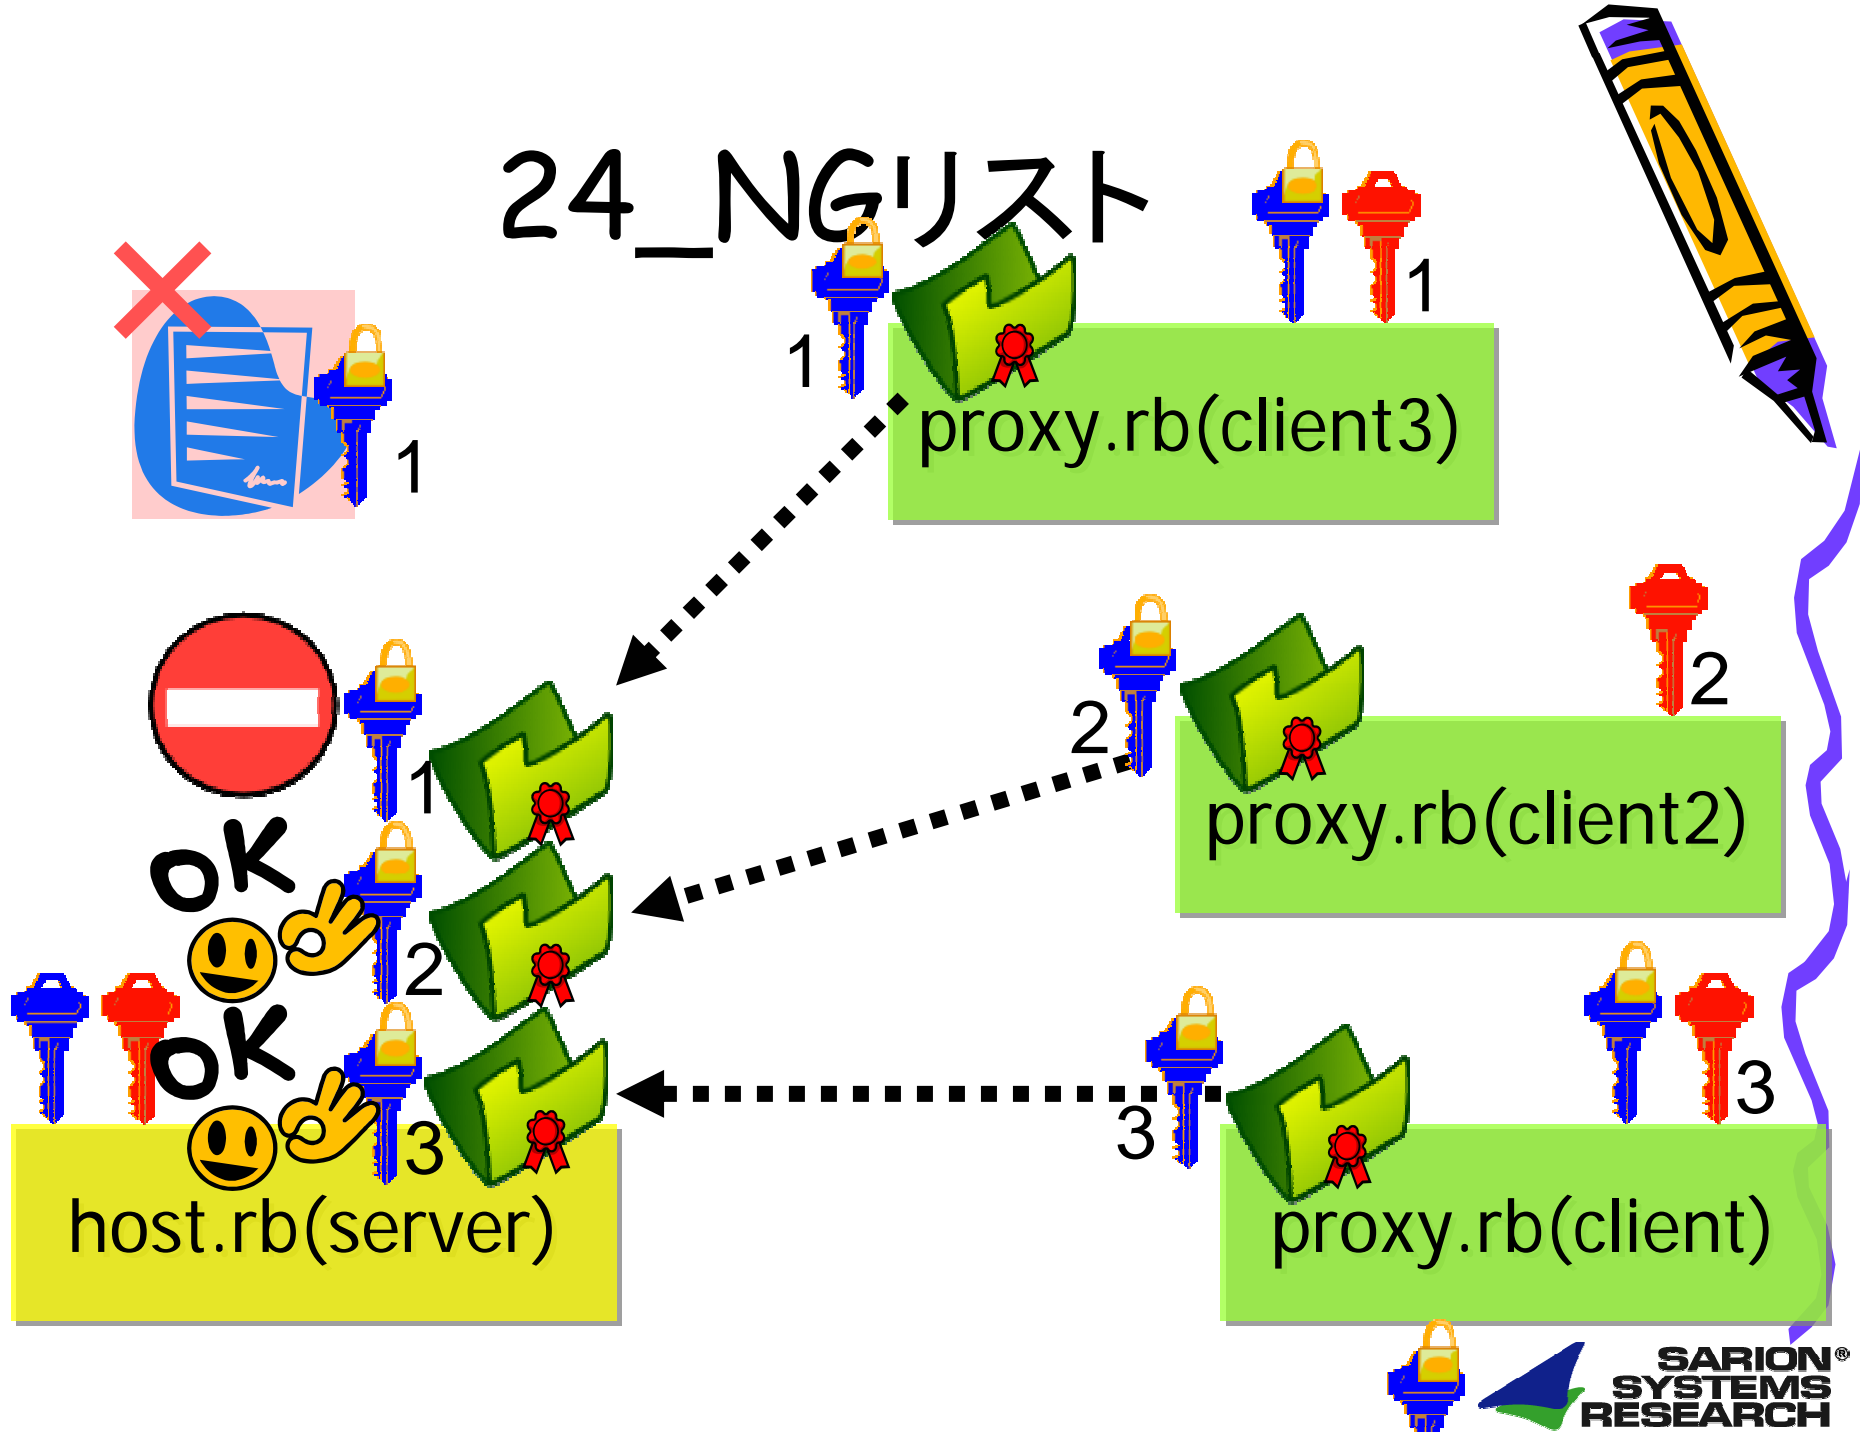 24_NGリスト
1
1
1
proxy.rb(client3)
1
2
2
proxy.rb(client2)
OK
2
OK
3
3
3
host.rb(server)
proxy.rb(client)
SARION®
SYSTEMS
RESEARCH